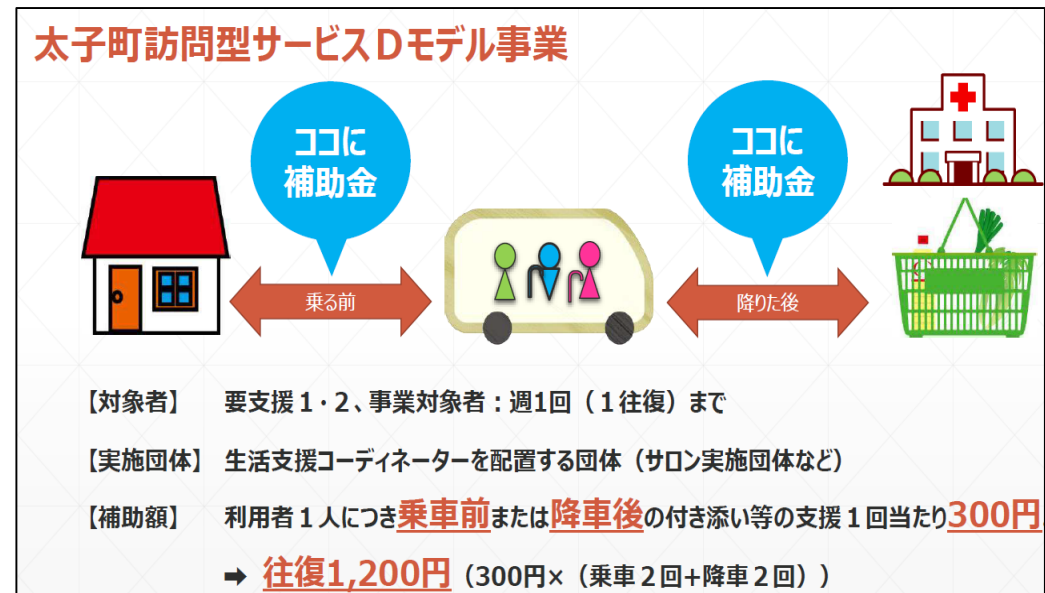 太子町訪問型サービスDモデル事業
ココに
補助金
ココに
補助金
乗る前
降りた後
【対象者】 要支援1・2、事業対象者:週1回(1往復)まで
【実施団体】 生活支援コーディネーターを配置する団体(サロン実施団体など)
【補助額】 利用者1人につき乗車前または降車後の付き添い等の支援1回当たり300円
➡ 往復1,200円(300円×(乗車2回+降車2回))